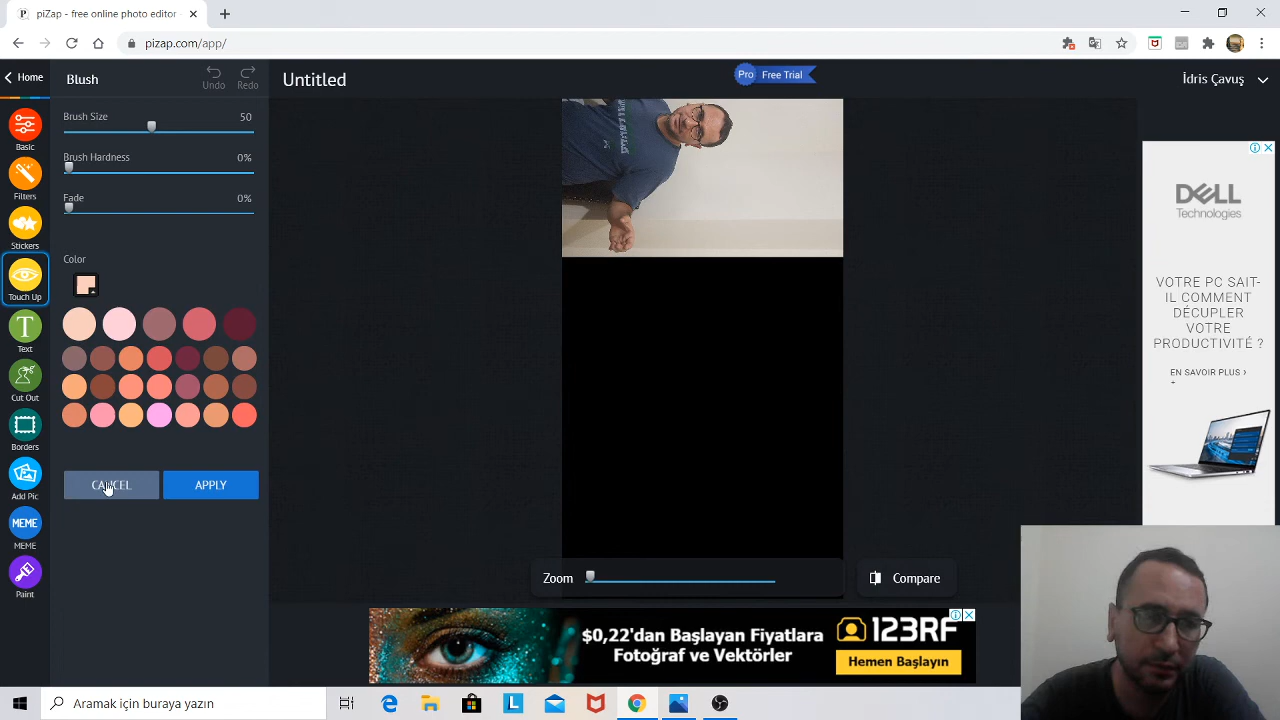 piZap - free online photo editor
pizap.com/app/
Home
Blush
Undo
Redo
Untitled
Pro Free Trial
İdris Çavuş
Brush Size 50
Brush Hardness 0%
Fade 0%
Color
CANCEL
APPLY
Basic
Filters
Stickers
Touch Up
Text
Cut Out
Borders
Add Pic
MEME
MEME
Paint
Zoom
Compare
DELL
Technologies
VOTRE PC SAIT-
IL COMMENT
DÉCUPLER
VOTRE
PRODUCTIVITÉ ?
EN SAVOIR PLUS
$0,22'dan Başlayan Fiyatlara
Fotoğraf ve Vektörler
123RF
Hemen Başlayın
Aramak için buraya yazın